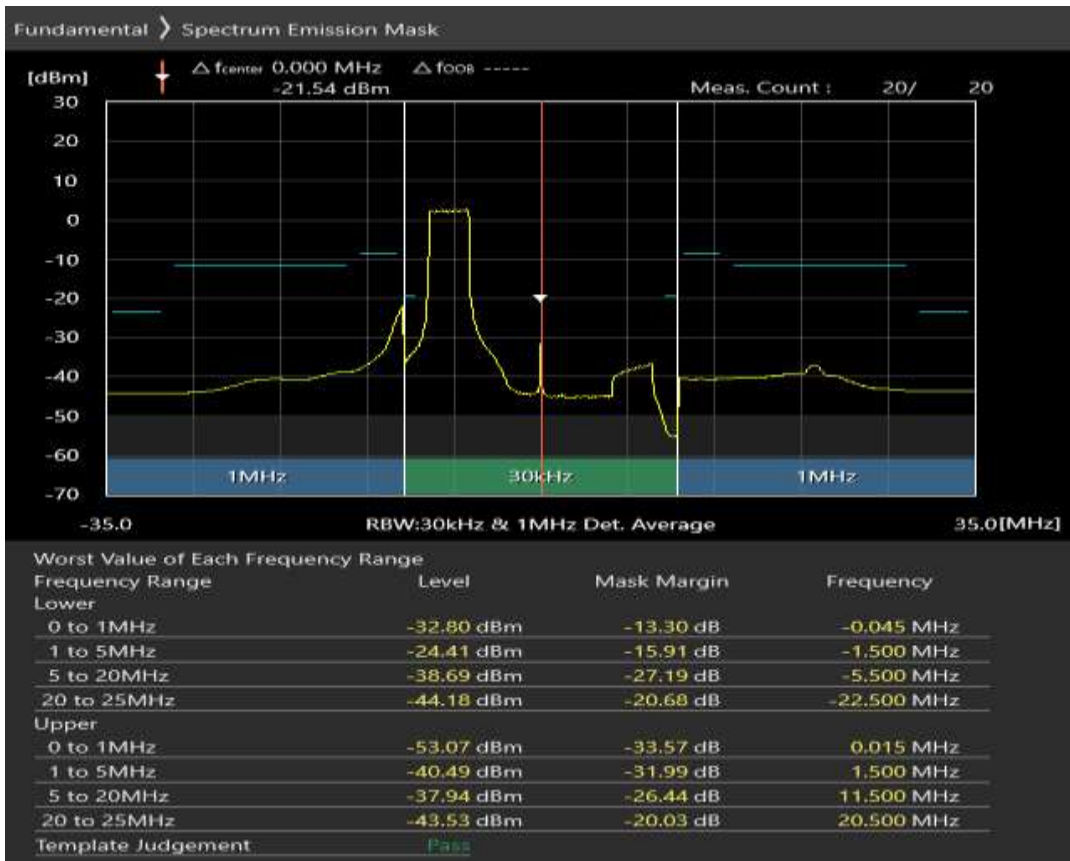 Fundamental 》 Spectrum Emission Mask
[dBm] △ fcenter 0.000 MHz △ fOOB -----
-21.54 dBm Meas. Count : 20/ 20
30
20
10
0
-10
-20
-30
-40
-50
-60
1MHz 30kHz 1MHz
-70
-35.0 RBW:30kHz & 1MHz Det. Average 35.0[MHz]
Worst Value of Each Frequency Range
Frequency Range Level Mask Margin Frequency
Lower
0 to 1MHz -32.80 dBm -13.30 dB -0.045 MHz
1 to 5MHz -24.41 dBm -15.91 dB -1.500 MHz
5 to 20MHz -38.69 dBm -27.19 dB -5.500 MHz
20 to 25MHz -44.18 dBm -20.68 dB -22.500 MHz
Upper
0 to 1MHz -53.07 dBm -33.57 dB 0.015 MHz
1 to 5MHz -40.49 dBm -31.99 dB 1.500 MHz
5 to 20MHz -37.94 dBm -26.44 dB 11.500 MHz
20 to 25MHz -43.53 dBm -20.03 dB 20.500 MHz
Template Judgement Pass